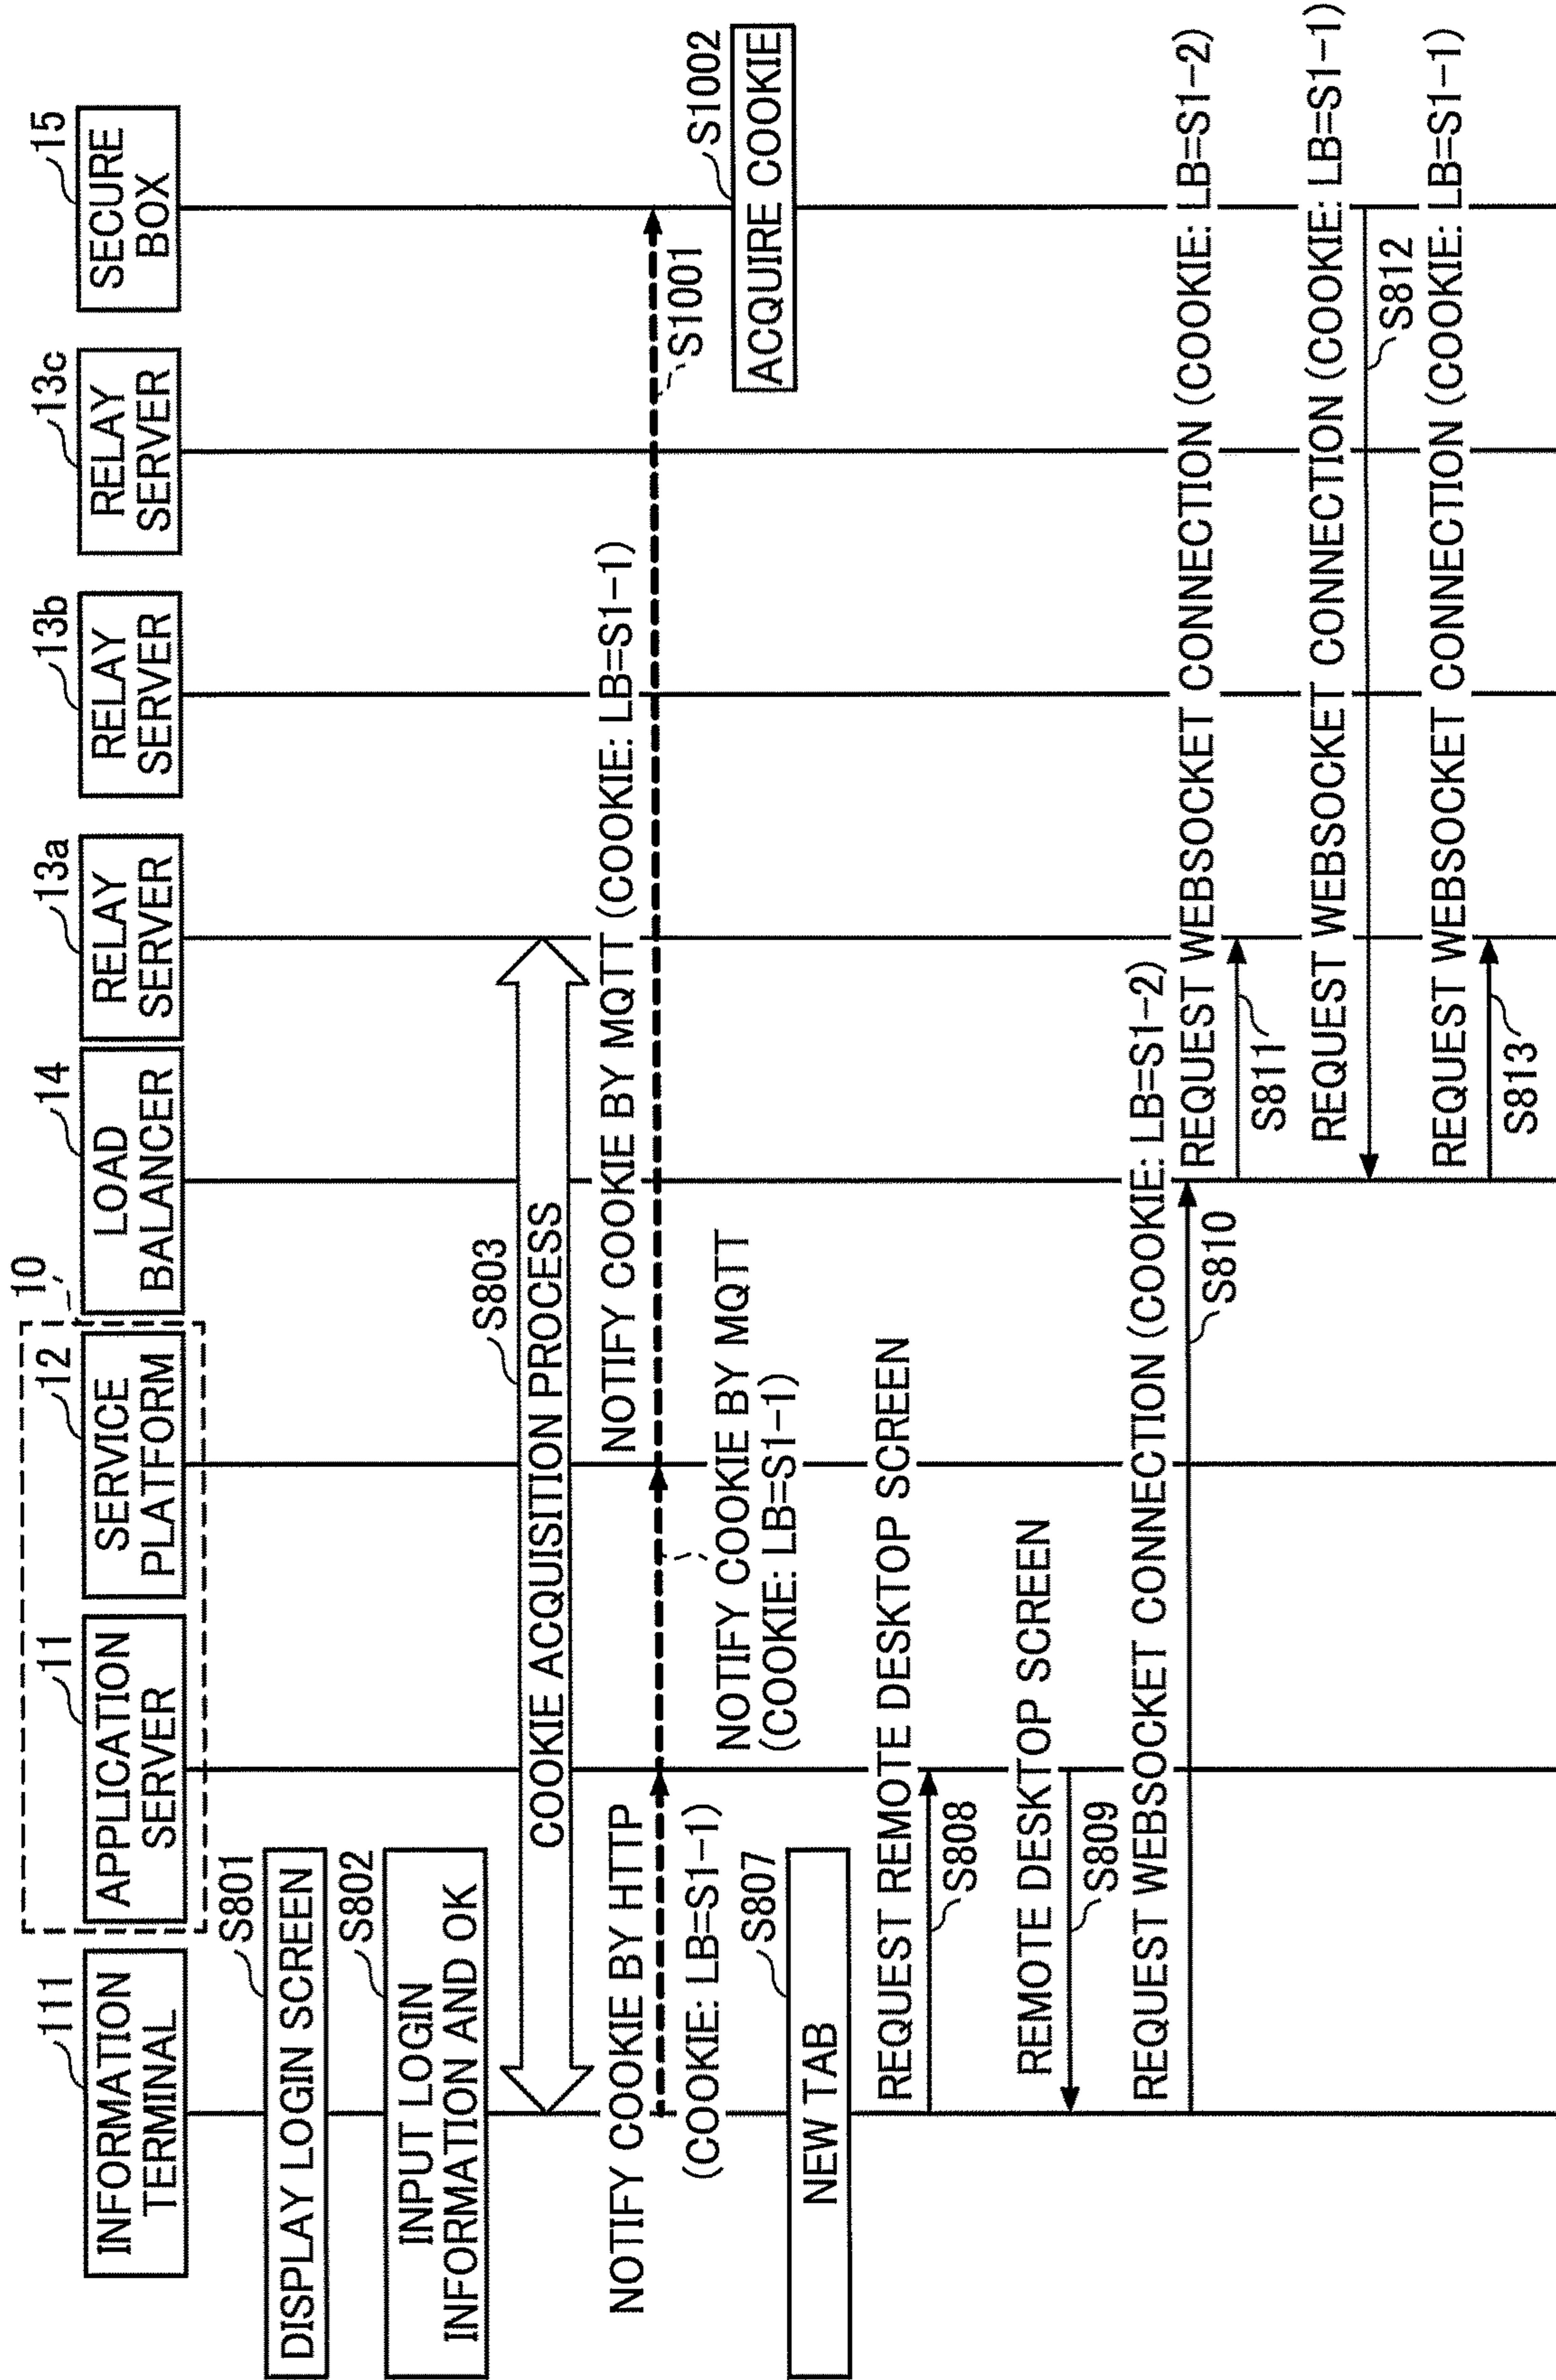 10
111
11
12
14
13a
13b
13c
15
INFORMATION
TERMINAL
APPLICATION
SERVER
SERVICE
PLATFORM
LOAD
BALANCER
RELAY
SERVER
RELAY
SERVER
RELAY
SERVER
SECURE
BOX
S801
DISPLAY LOGIN SCREEN
S802
INPUT LOGIN
INFORMATION AND OK
S803
COOKIE ACQUISITION PROCESS
NOTIFY COOKIE BY HTTP
(COOKIE: LB=S1-1)
NOTIFY COOKIE BY MQTT (COOKIE: LB=S1-1)
S1001
NOTIFY COOKIE BY MQTT
(COOKIE: LB=S1-1)
S1002
ACQUIRE COOKIE
S807
NEW TAB
REQUEST REMOTE DESKTOP SCREEN
S808
REMOTE DESKTOP SCREEN
S809
REQUEST WEBSOCKET CONNECTION (COOKIE: LB=S1-2)
S810
REQUEST WEBSOCKET CONNECTION (COOKIE: LB=S1-2)
S811
REQUEST WEBSOCKET CONNECTION (COOKIE: LB=S1-1)
S812
REQUEST WEBSOCKET CONNECTION (COOKIE: LB=S1-1)
S813